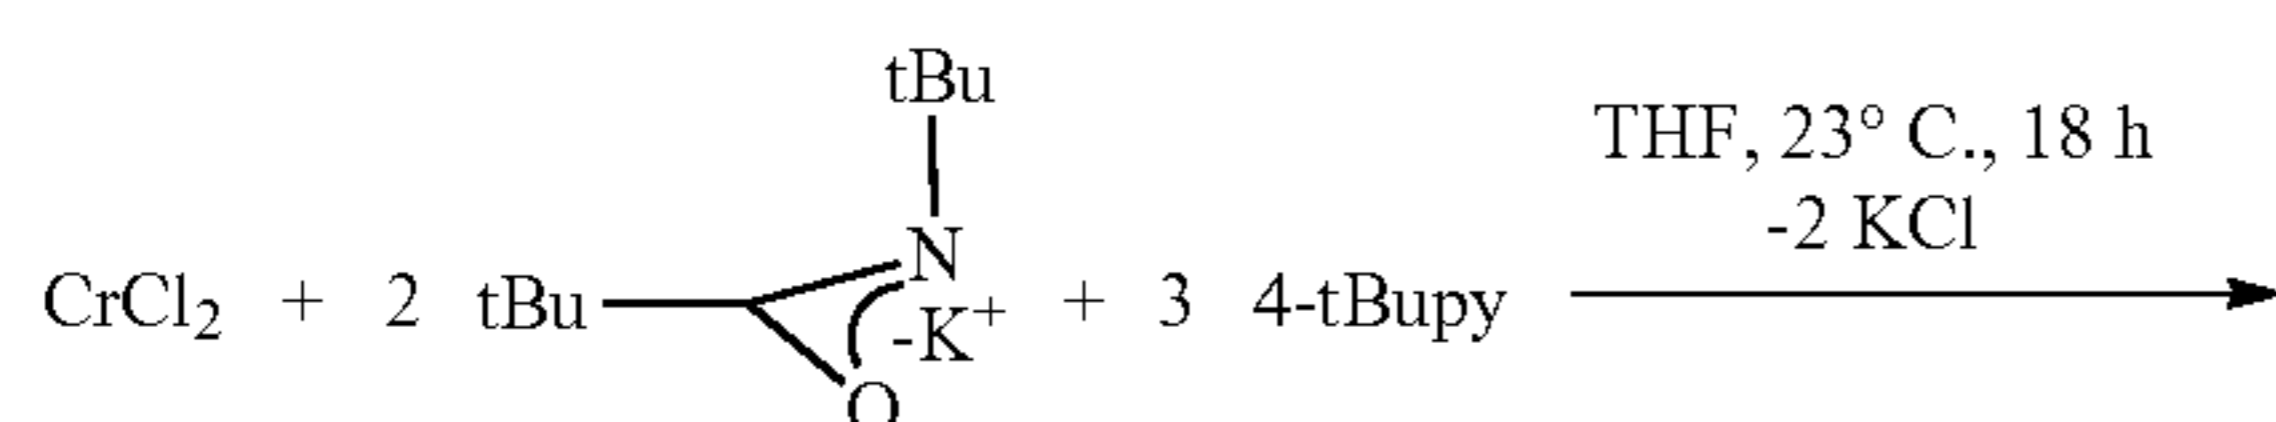 tBu
THF, 23° C., 18 h
-2 KCl
N
CrCl₂ + 2 tBu -K⁺ + 3 4-tBupy
O